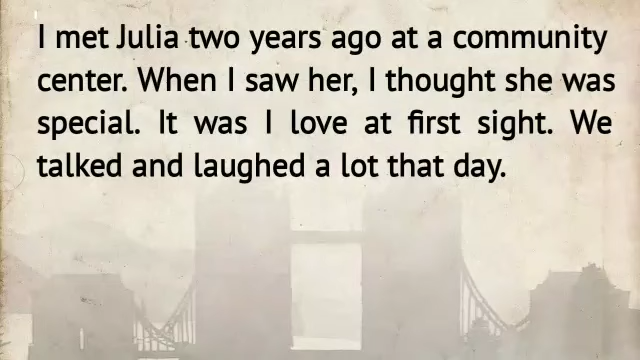 I met Julia two years ago at a community
center. When I saw her, I thought she was
special. It was I love at first sight. We
talked and laughed a lot that day.